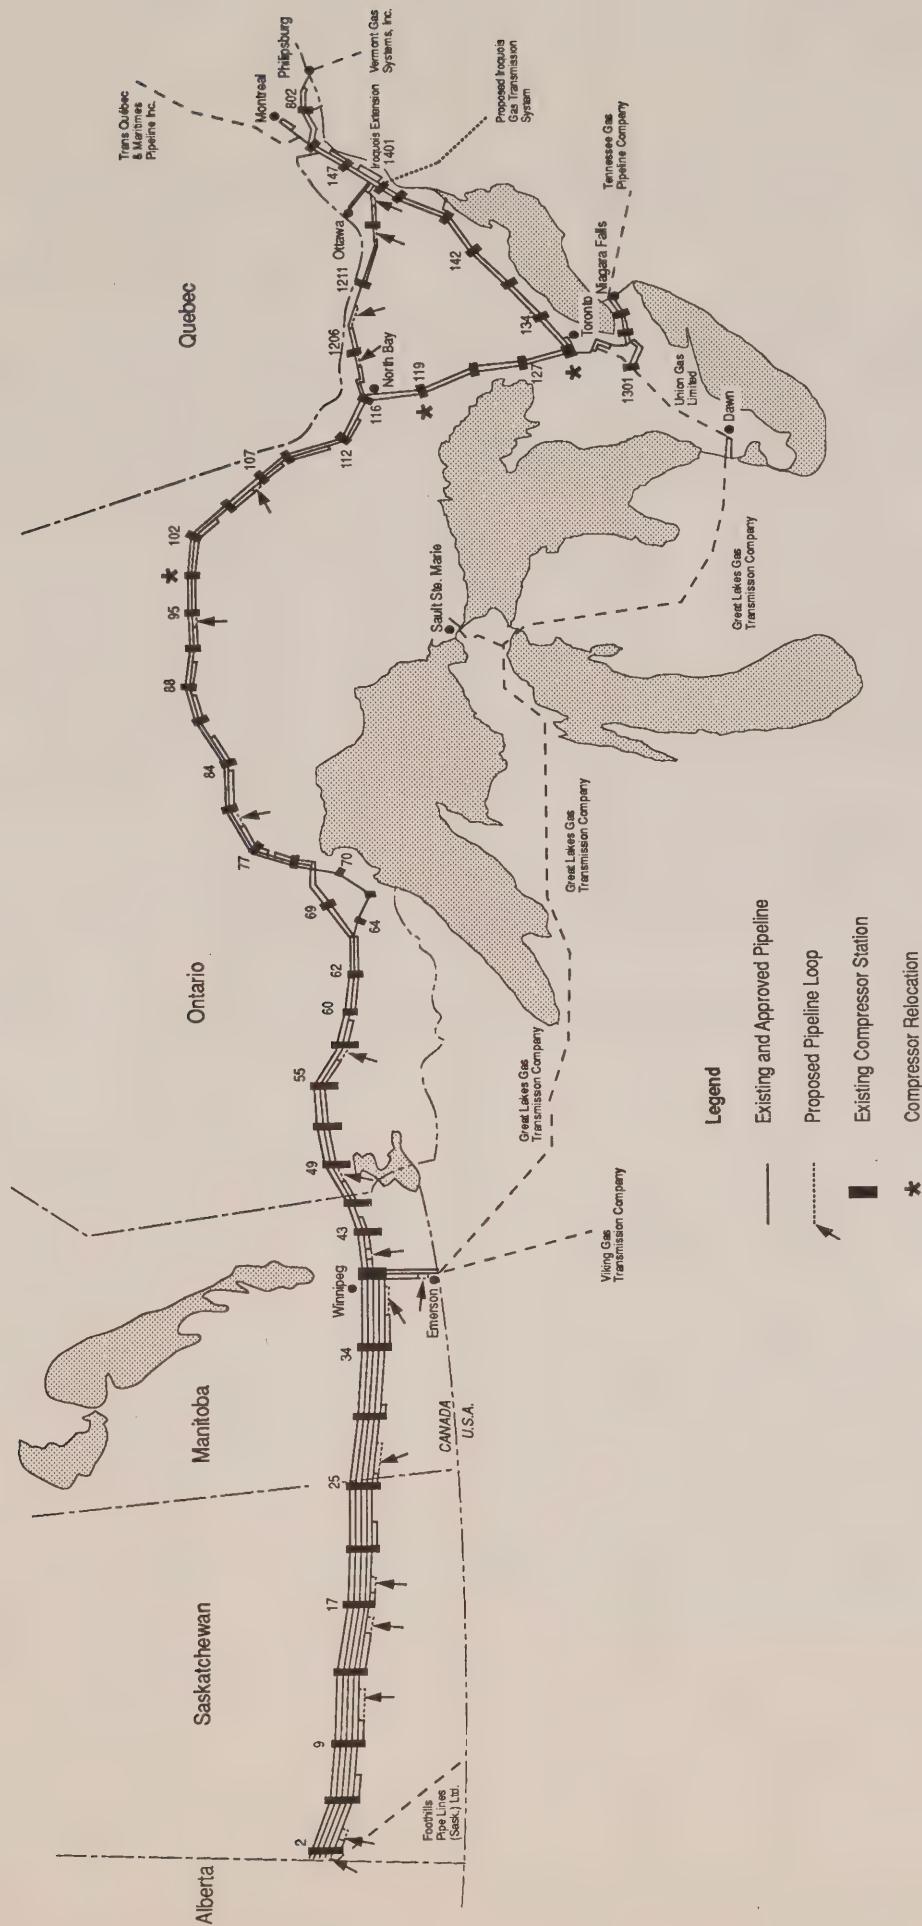 Alberta
Saskatchewan
Manitoba
Ontario
Quebec
2
9
17
25
34
Winnipeg
43
49
55
60
62
69
64
70
77
84
88
95
*
102
107
112
116
North Bay
1206
1211
Ottawa
119
*
127
*
134
Toronto
142
147
1401
802
Montreal
Philipsburg
1301
Niagara Falls
Dawn
Sault Ste. Marie
Emerson
CANADA
U.S.A.
Foothills
Pipe Lines
(Sask.) Ltd.
Viking Gas
Transmission Company
Great Lakes Gas
Transmission Company
Great Lakes Gas
Transmission Company
Great Lakes Gas
Transmission Company
Union Gas
Limited
Tennessee Gas
Pipeline Company
Proposed Iroquois
Gas Transmission
System
Iroquois Extension
Vermont Gas
Systems, Inc.
Trans Québec
& Maritimes
Pipeline Inc.
Legend
Existing and Approved Pipeline
Proposed Pipeline Loop
Existing Compressor Station
* Compressor Relocation